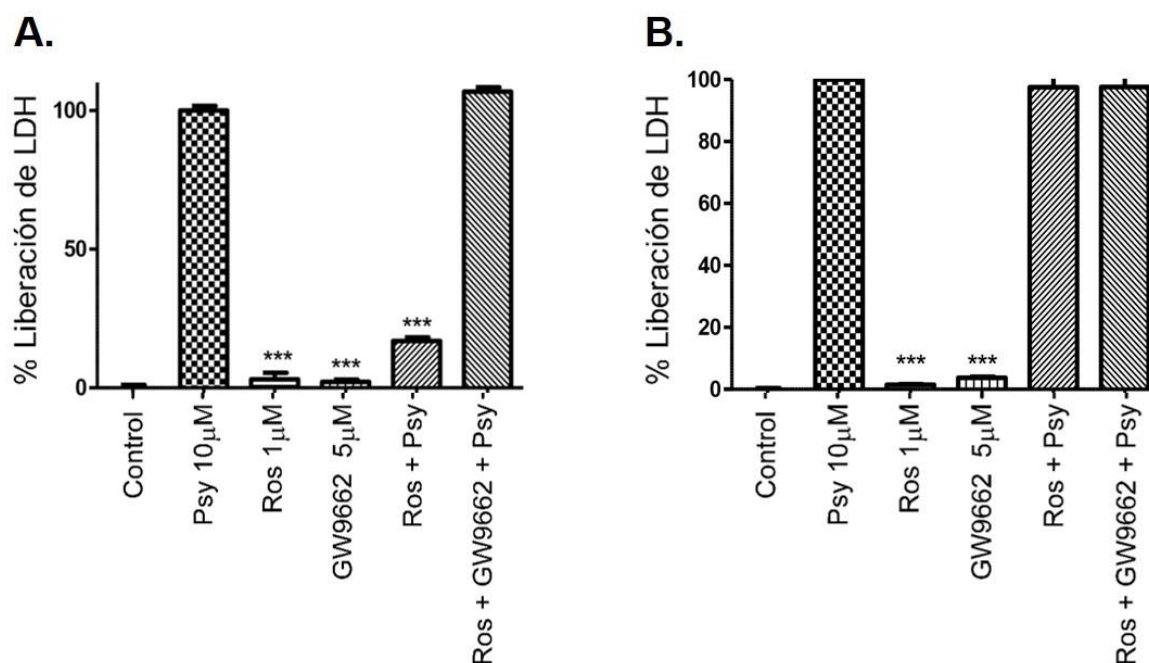 A.
% Liberación de LDH
100
50
0
Control
Psy 10μM
Ros 1μM
GW9662 5μM
Ros + Psy
Ros + GW9662 + Psy
***
***
***
B.
% Liberación de LDH
100
80
60
40
20
0
Control
Psy 10μM
Ros 1μM
GW9662 5μM
Ros + Psy
Ros + GW9662 + Psy
***
***